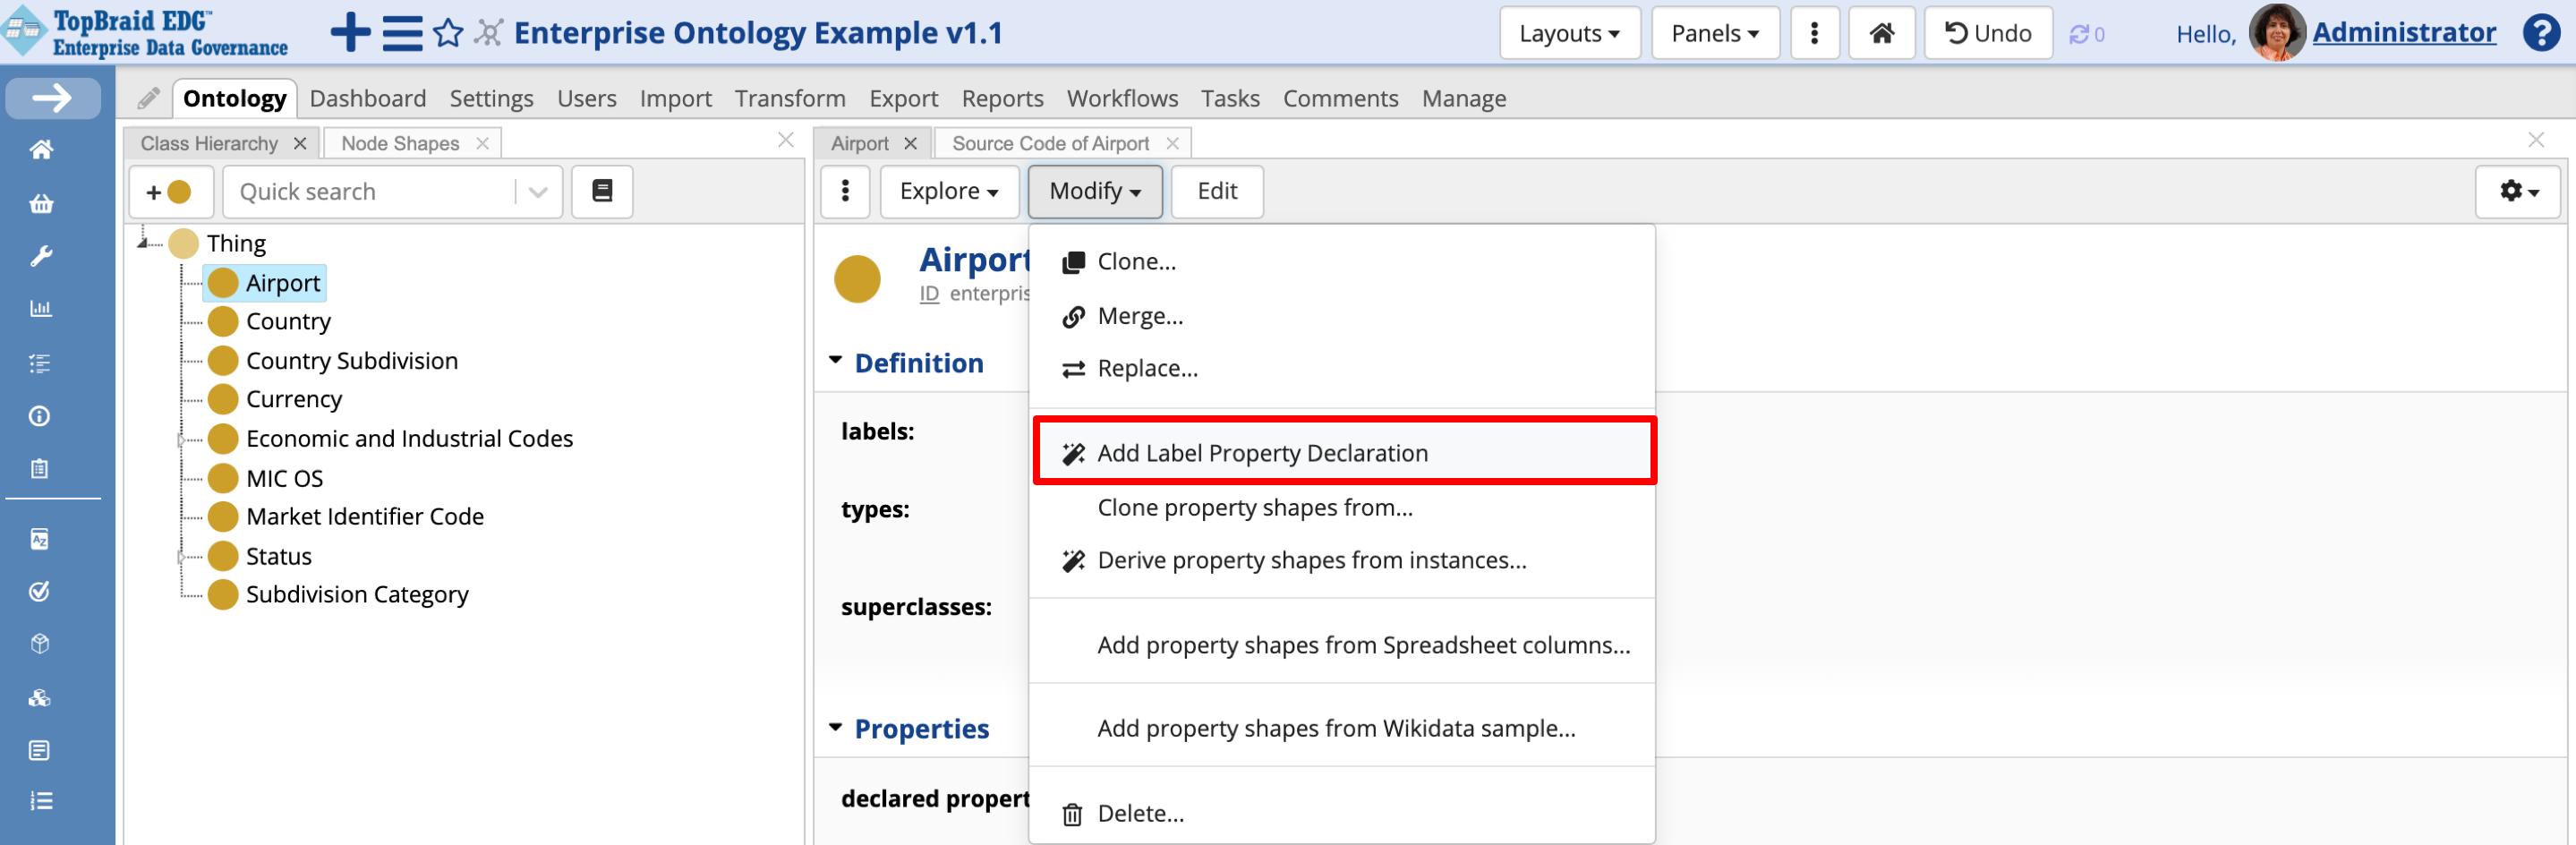 TopBraid EDG™
Enterprise Data Governance
Enterprise Ontology Example v1.1
Layouts
Panels
Undo
0
Hello,
Administrator
?
Ontology
Dashboard
Settings
Users
Import
Transform
Export
Reports
Workflows
Tasks
Comments
Manage
Class Hierarchy
Node Shapes
Airport
Source Code of Airport
+
Quick search
Explore
Modify
Edit
Thing
Airport
Country
Country Subdivision
Currency
Economic and Industrial Codes
MIC OS
Market Identifier Code
Status
Subdivision Category
Airport
ID enterpris
Definition
labels:
types:
superclasses:
Properties
declared propert
Clone...
Merge...
Replace...
Add Label Property Declaration
Clone property shapes from...
Derive property shapes from instances...
Add property shapes from Spreadsheet columns...
Add property shapes from Wikidata sample...
Delete...